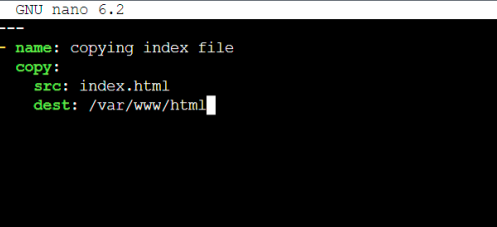 GNU nano 6.2
---
- name: copying index file
  copy:
    src: index.html
    dest: /var/www/html